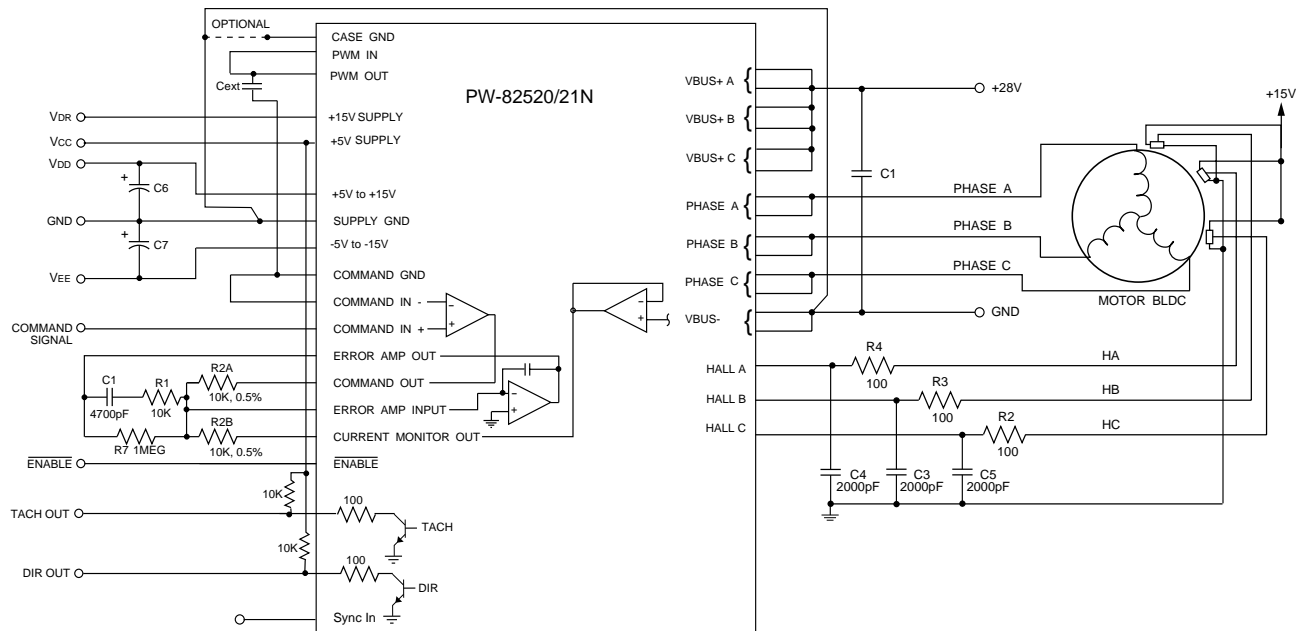 OPTIONAL
CASE GND
PWM IN
PWM OUT
Cext
PW-82520/21N
VDR
+15V SUPPLY
VCC
+5V SUPPLY
VDD
+
C6
+5V to +15V
GND
SUPPLY GND
+
C7
-5V to -15V
VEE
COMMAND GND
COMMAND IN -
COMMAND SIGNAL
COMMAND IN +
ERROR AMP OUT
C1
4700pF
R1
10K
R2A
10K, 0.5%
COMMAND OUT
ERROR AMP INPUT
R7 1MEG
R2B
10K, 0.5%
CURRENT MONITOR OUT
ENABLE
ENABLE
10K
TACH OUT
100
TACH
10K
DIR OUT
100
DIR
Sync In
−
+
−
+
−
+
VBUS+ A {
VBUS+ B {
VBUS+ C {
PHASE A {
PHASE B {
PHASE C {
VBUS- {
+28V
C1
GND
PHASE A
PHASE B
PHASE C
+15V
MOTOR BLDC
HALL A
R4
100
HA
HALL B
R3
100
HB
HALL C
R2
100
HC
C4
2000pF
C3
2000pF
C5
2000pF